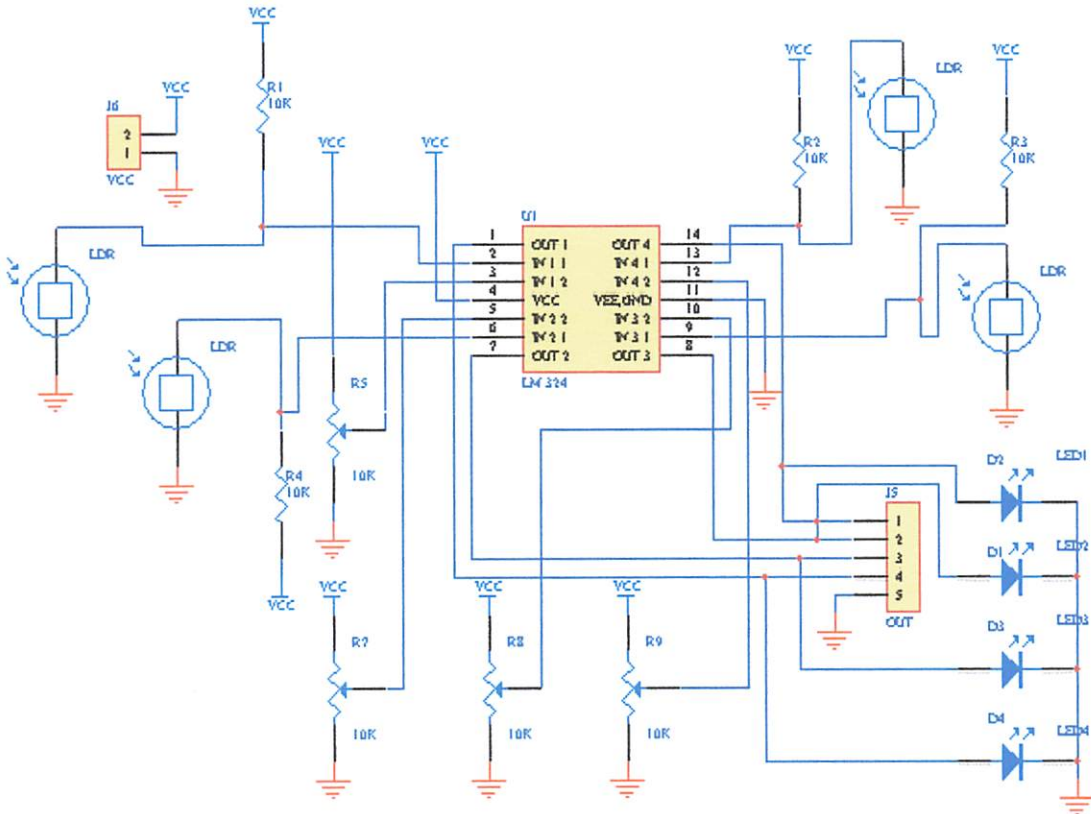 VCC
VCC
J6
2
1
VCC
R1
10K
VCC
VCC
VCC
R2
10K
LDR
VCC
R3
10K
LDR
LDR
LDR
U1
1
2
3
4
5
6
7
OUT 1
IN 1 1
IN 1 2
VCC
IN 2 2
IN 2 1
OUT 2
OUT 4
IN 4 1
IN 4 2
VEE,GND
IN 3 2
IN 3 1
OUT 3
14
13
12
11
10
9
8
LM324
R5
10K
R4
10K
VCC
VCC
R7
10K
VCC
R8
10K
VCC
R9
10K
J5
1
2
3
4
5
OUT
D2
LED1
D1
LED2
D3
LED3
D4
LED4